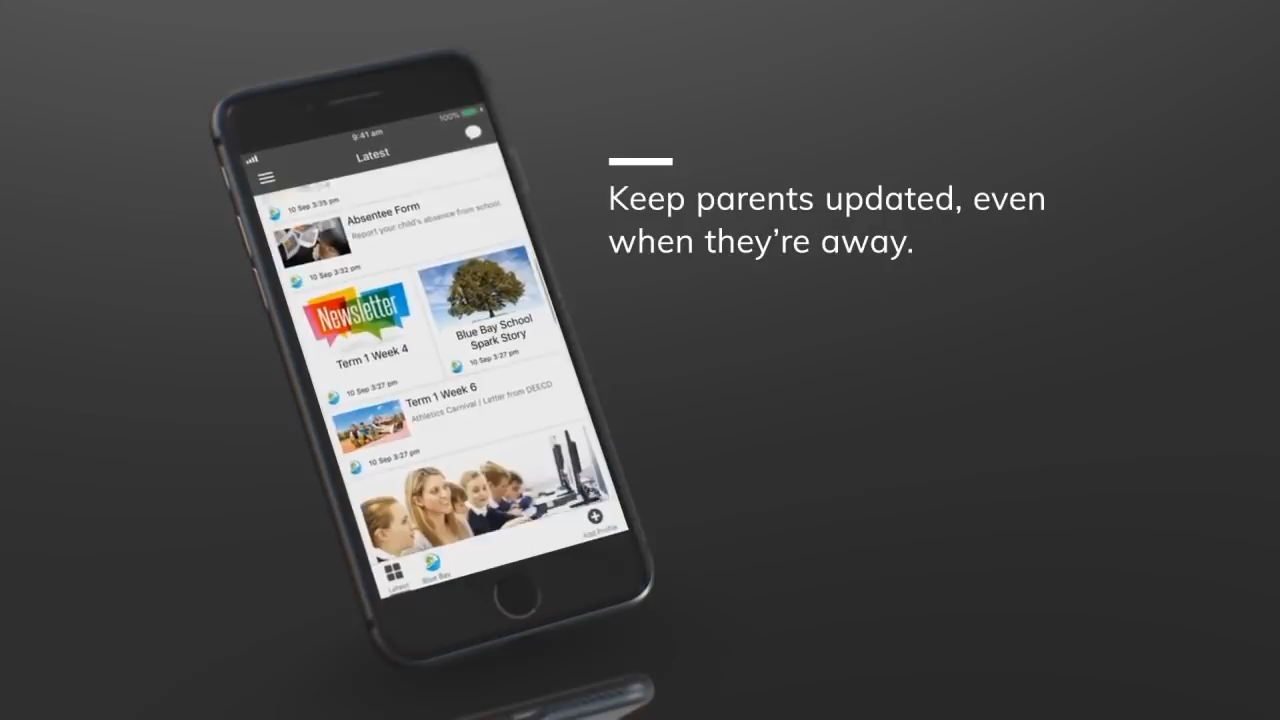 100%
9:41 am
Latest
10 Sep 3:35 pm
Absentee Form
Report your child's absence from school.
10 Sep 3:32 pm
Newsletter
Term 1 Week 4
Blue Bay School
Spark Story
10 Sep 3:27 pm
10 Sep 3:27 pm
Term 1 Week 6
Athletics Carnival / Letter from DEECD
10 Sep 3:27 pm
Add Profile
Latest
Blue Bay
Keep parents updated, even
when they’re away.